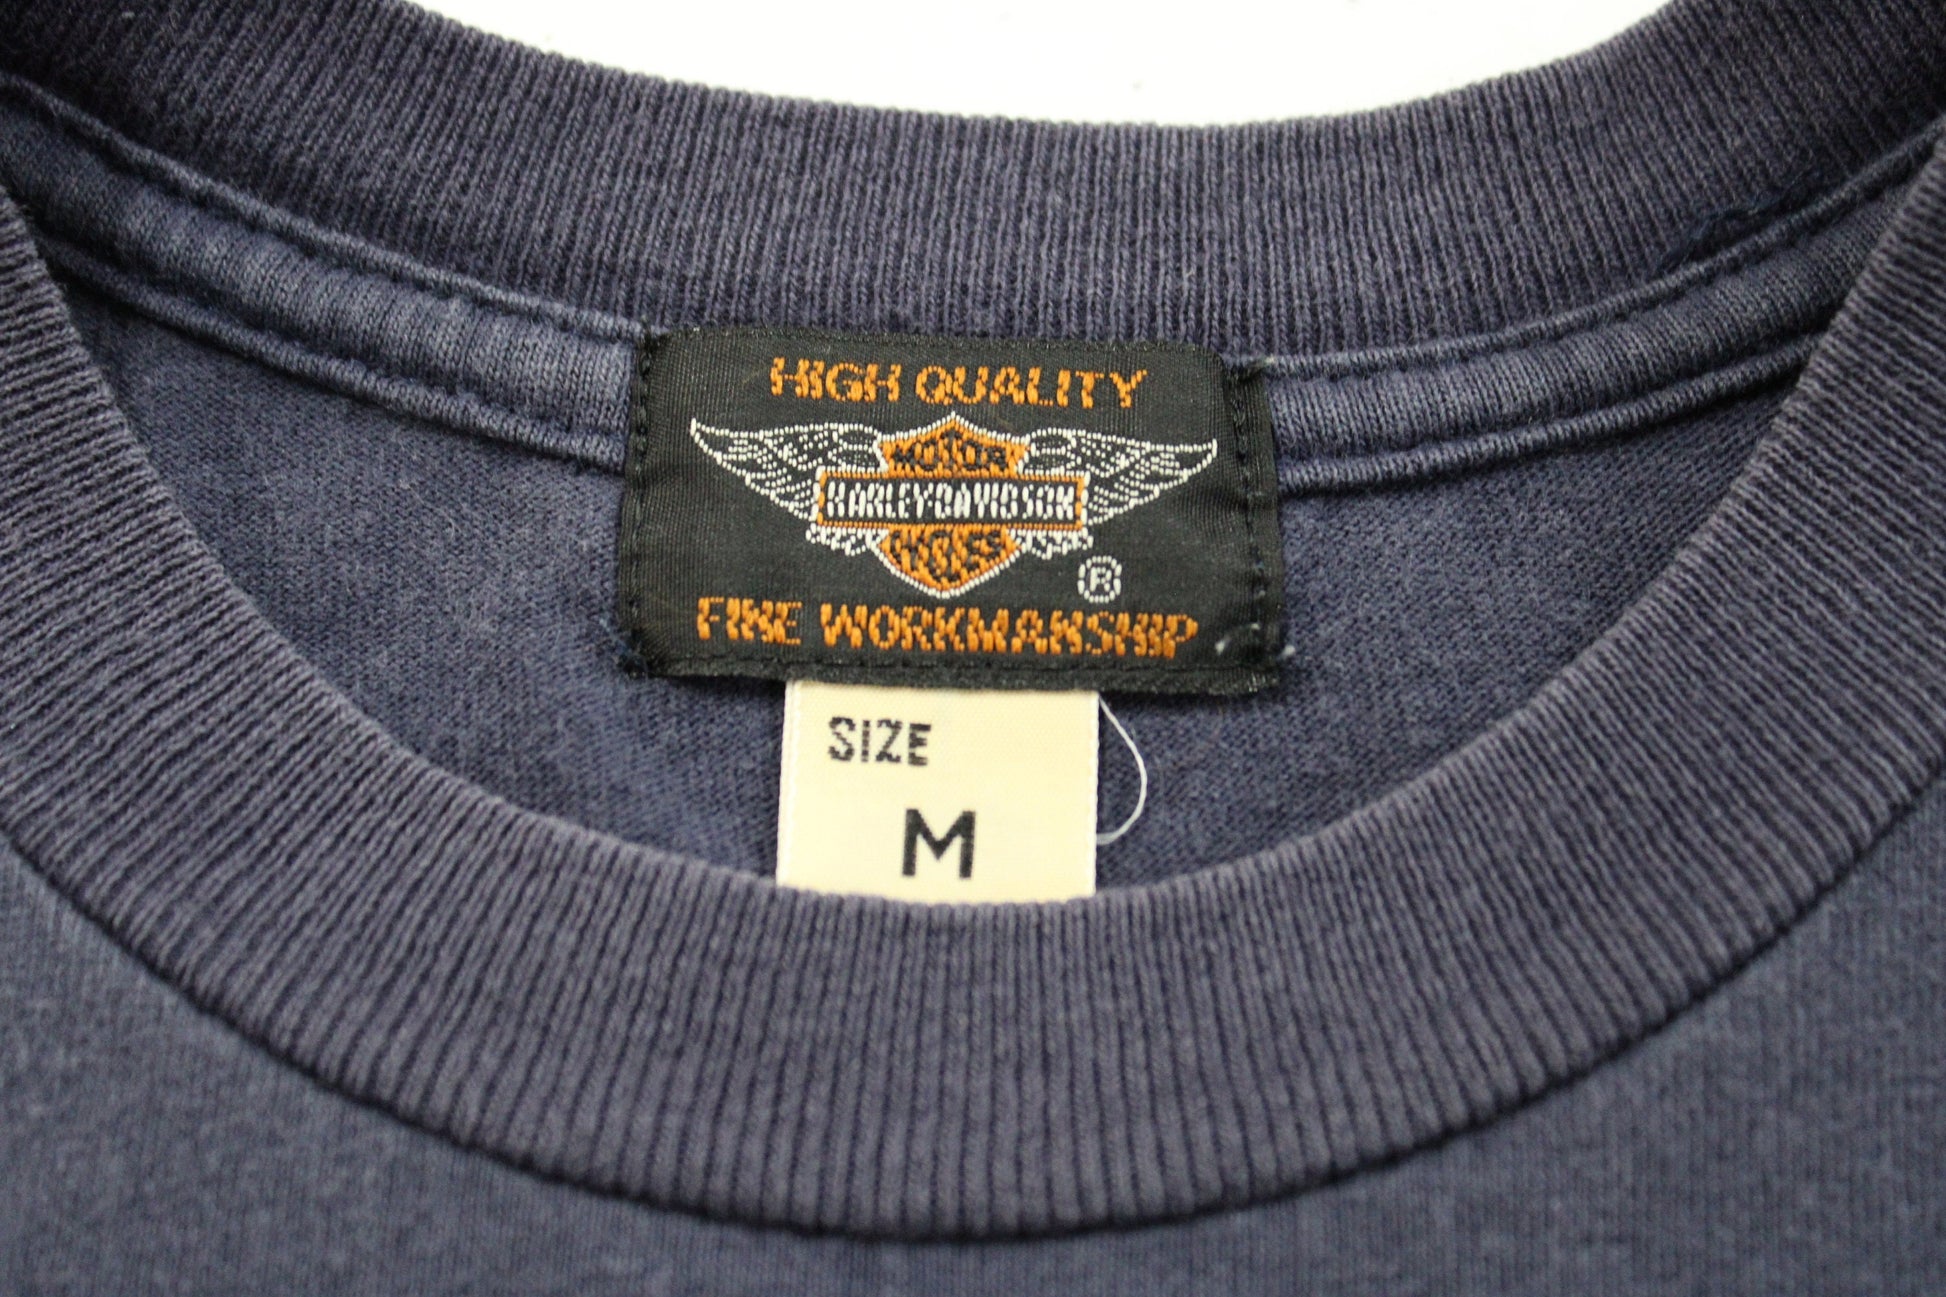 HIGH QUALITY
MOTOR
HARLEY-DAVIDSON
CYCLES
®
FINE WORKMANSHIP
SIZE
M